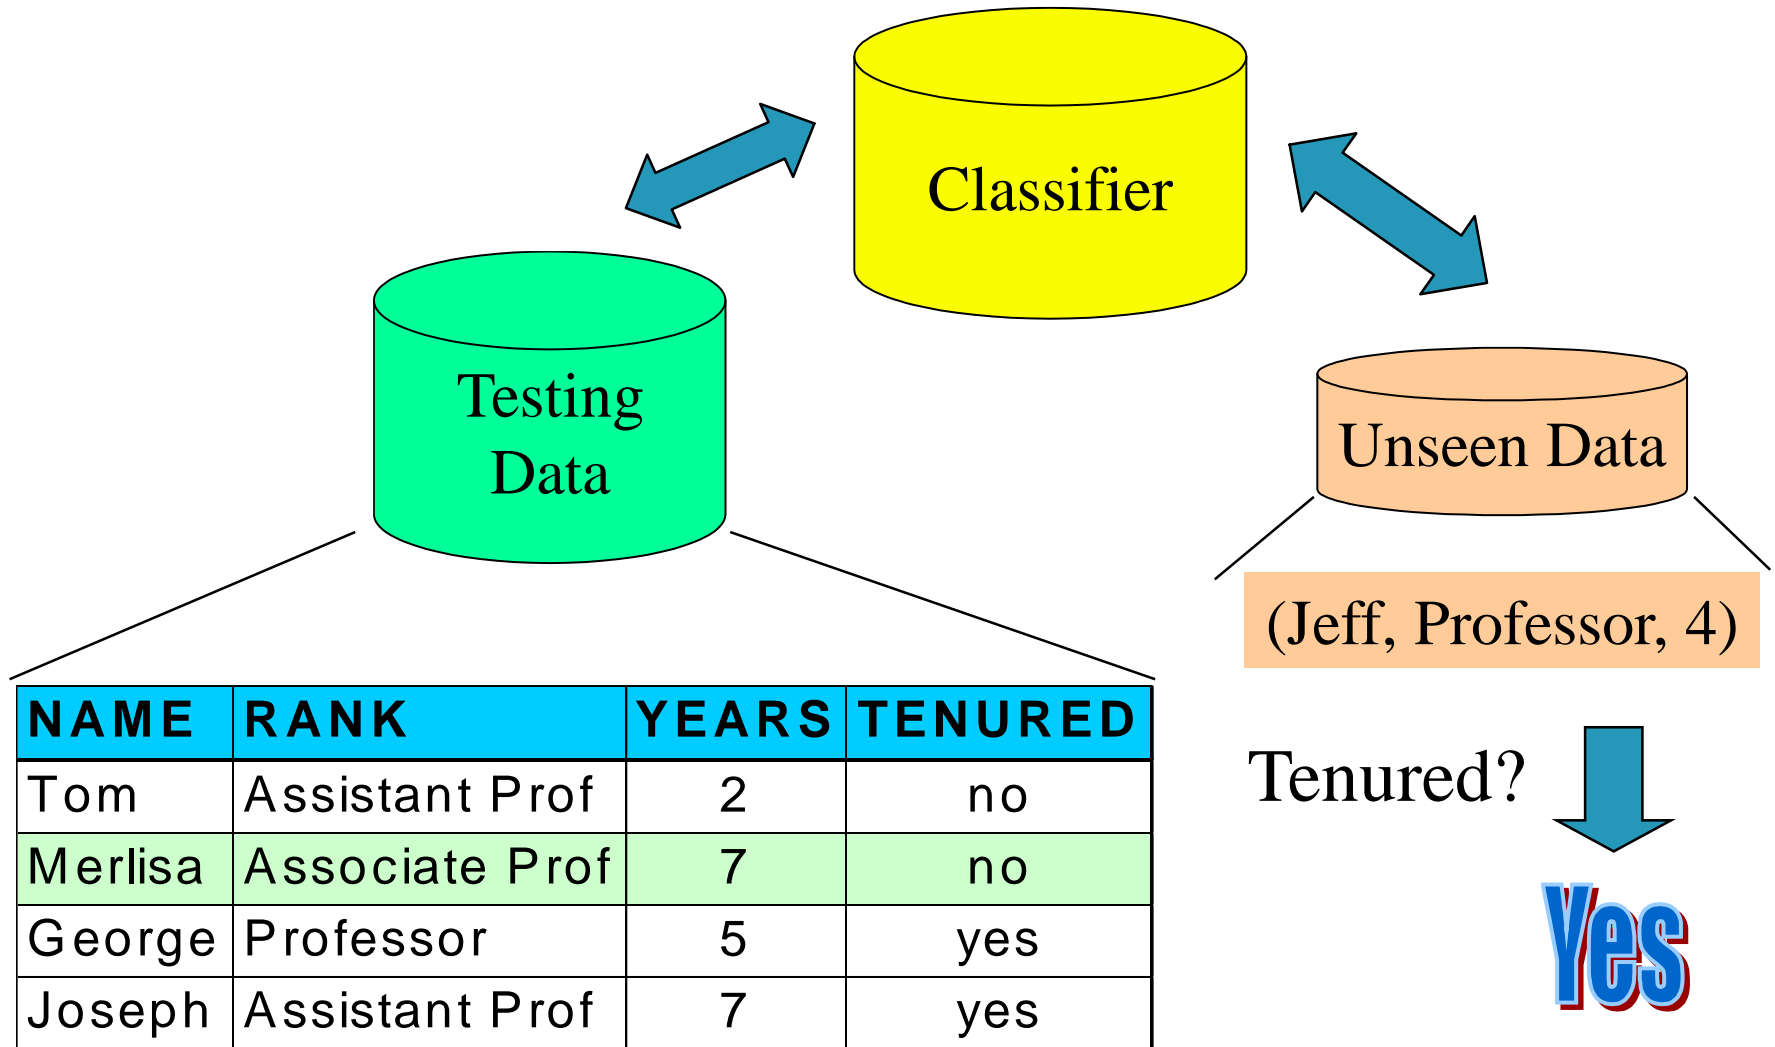 Classifier
Testing
Data
Unseen Data
(Jeff, Professor, 4)
NAME RANK YEARS TENURED
Tom Assistant Prof 2 no
Merlisa Associate Prof 7 no
George Professor 5 yes
Joseph Assistant Prof 7 yes
Tenured?
Yes